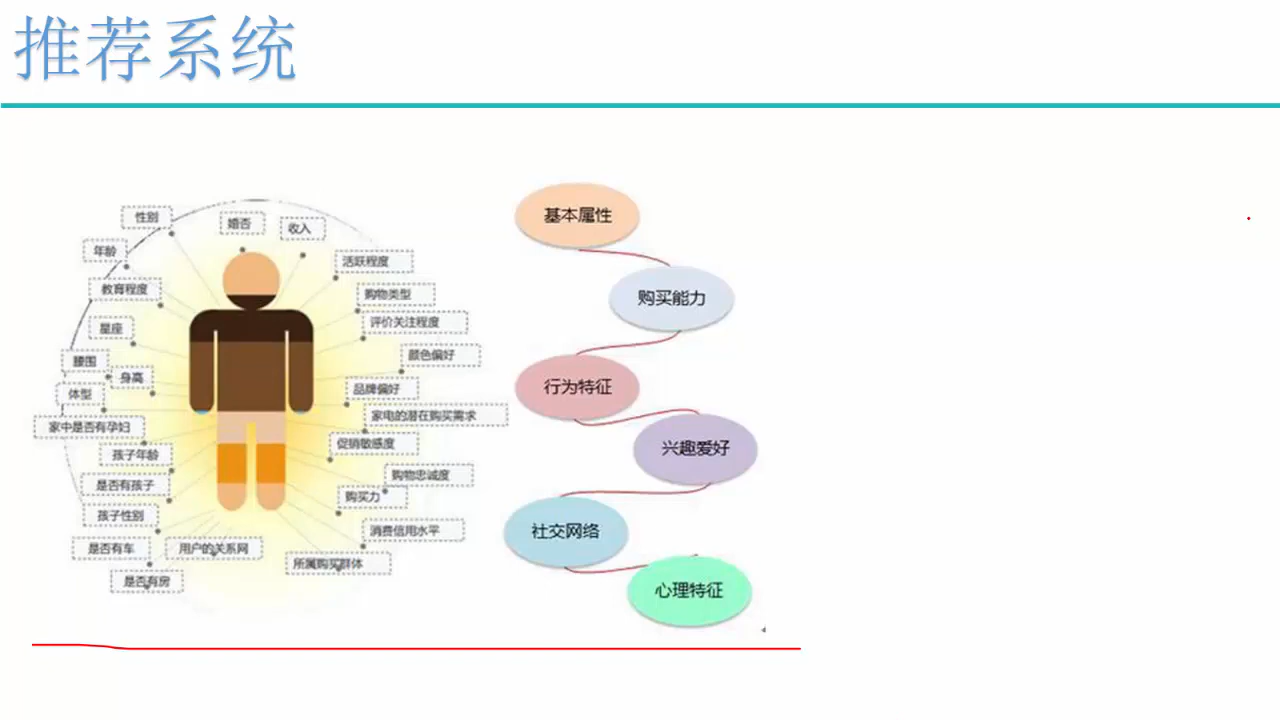 推荐系统
性别
婚否
收入
年龄
活跃程度
教育程度
购物类型
星座
评价关注程度
腰围
颜色偏好
身高
体型
品牌偏好
家中是否有孕妇
家电的潜在购买需求
孩子年龄
促销敏感度
是否有孩子
购物忠诚度
购买力
孩子性别
消费信用水平
是否有车
用户的关系网
所属购买群体
是否有房
基本属性
购买能力
行为特征
兴趣爱好
社交网络
心理特征